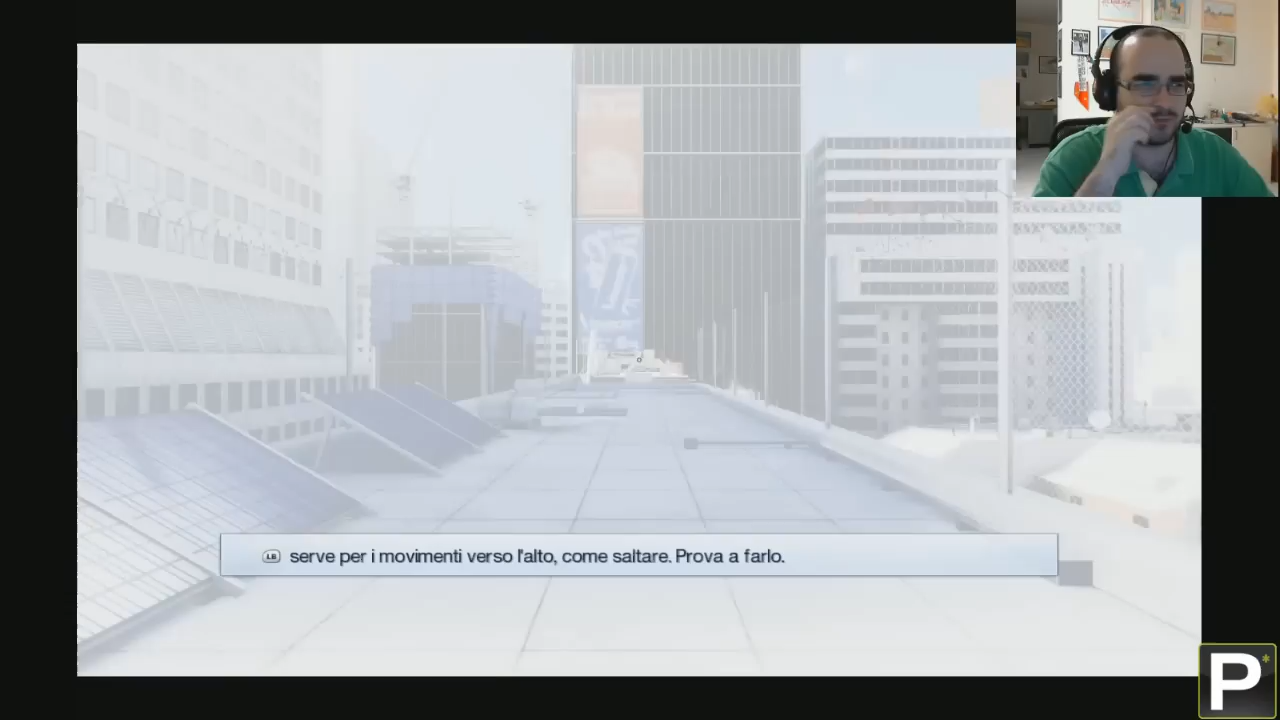 LB serve per i movimenti verso l'alto, come saltare. Prova a farlo.
P*